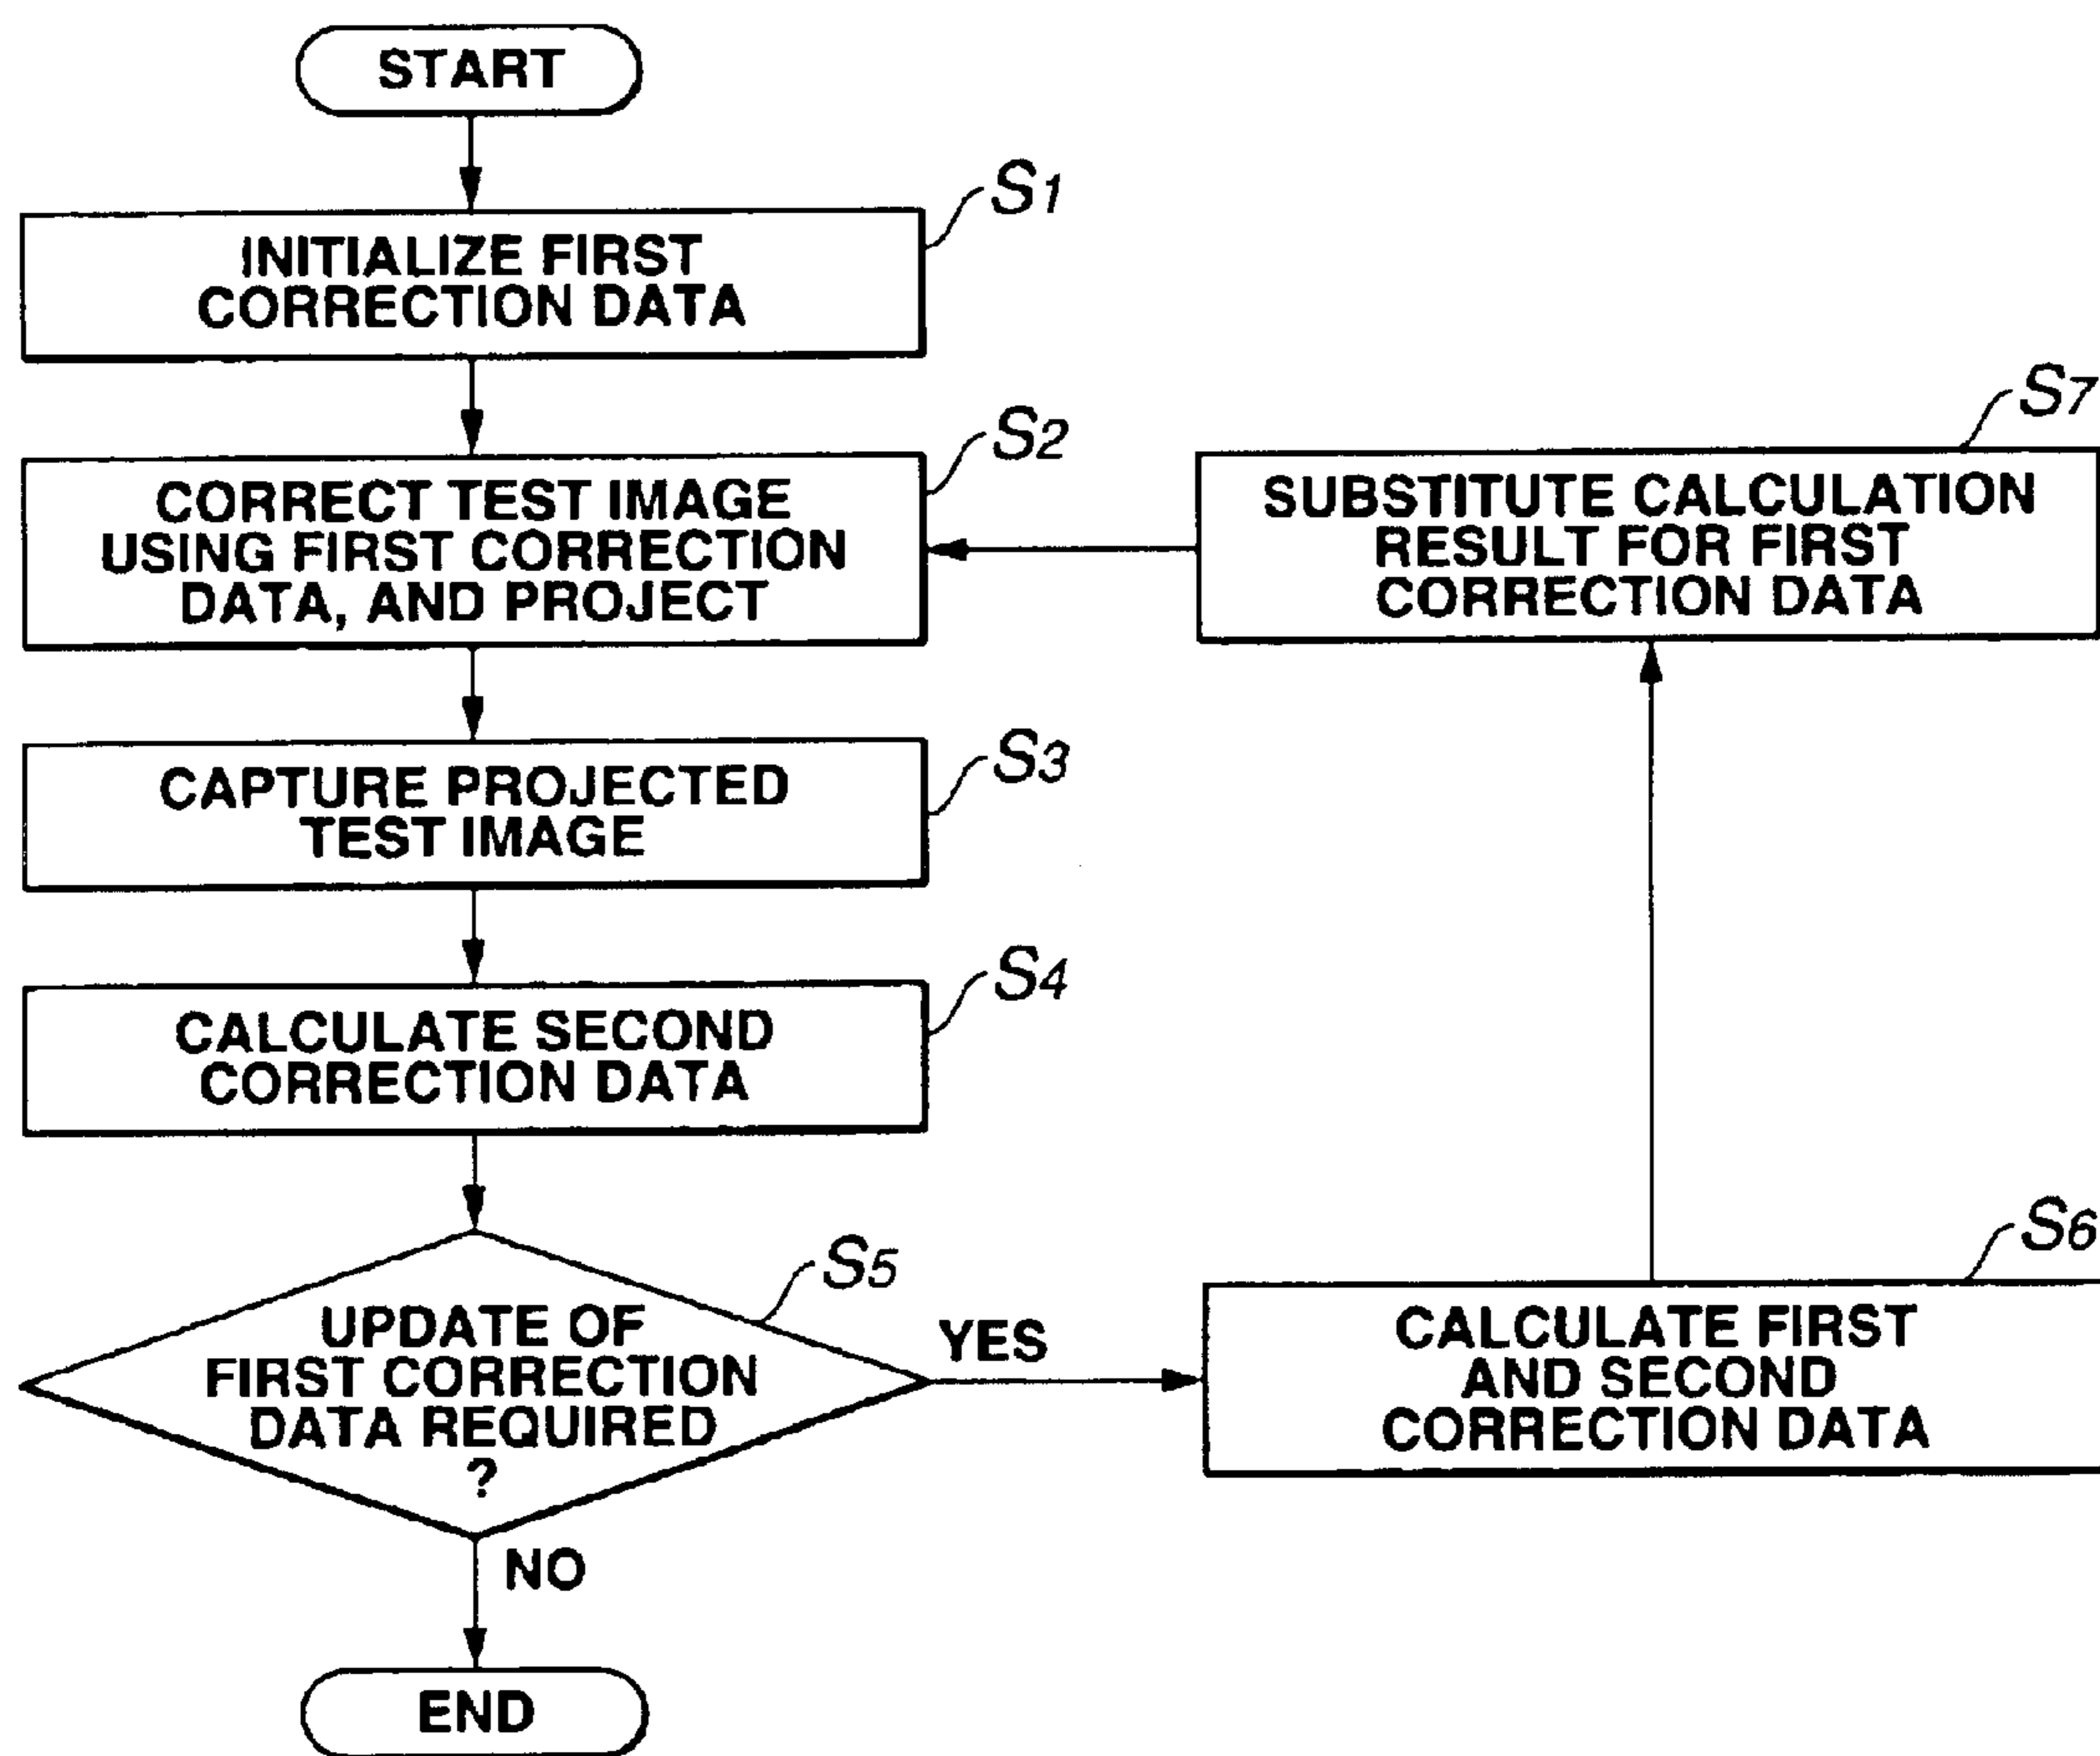 START
S1
INITIALIZE FIRST
CORRECTION DATA
S2
CORRECT TEST IMAGE
USING FIRST CORRECTION
DATA, AND PROJECT
S7
SUBSTITUTE CALCULATION
RESULT FOR FIRST
CORRECTION DATA
S3
CAPTURE PROJECTED
TEST IMAGE
S4
CALCULATE SECOND
CORRECTION DATA
S5
UPDATE OF
FIRST CORRECTION
DATA REQUIRED
?
YES
S6
CALCULATE FIRST
AND SECOND
CORRECTION DATA
NO
END